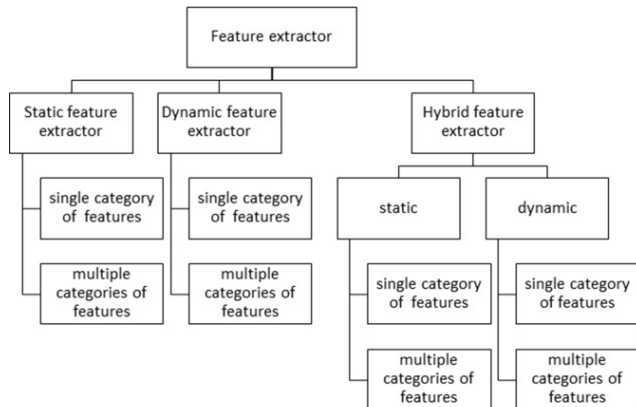 Feature extractor
Static feature
extractor
Dynamic feature
extractor
Hybrid feature
extractor
single category
of features
single category
of features
static
dynamic
multiple
categories of
features
multiple
categories of
features
single category
of features
single category
of features
multiple
categories of
features
multiple
categories of
features